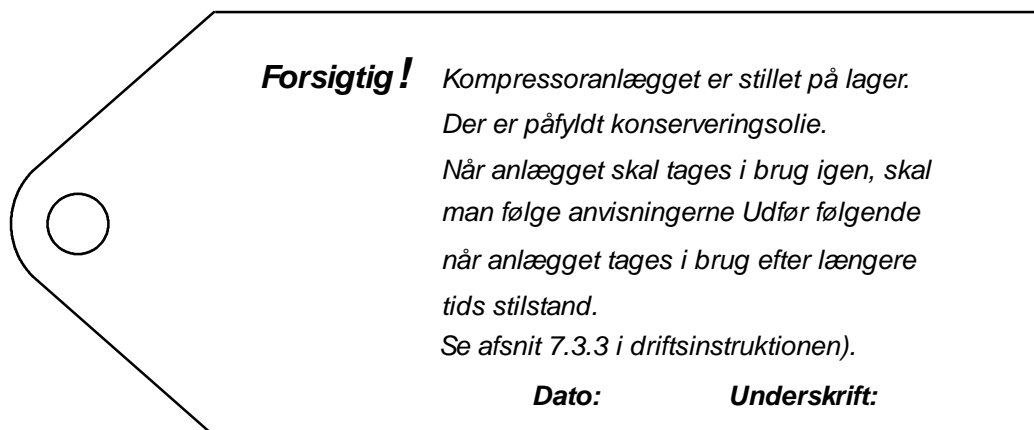 Forsigtig! Kompressoranlægget er stillet på lager.
Der er påfyldt konserveringsolie.
Når anlægget skal tages i brug igen, skal
man følge anvisningerne Udfør følgende
når anlægget tages i brug efter længere
tids stilstand.
Se afsnit 7.3.3 i driftsinstruktionen).
Dato: Underskrift: